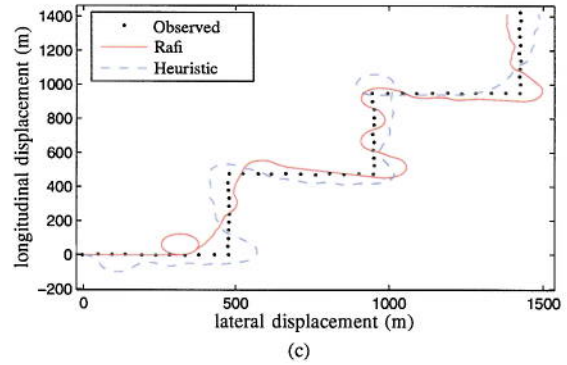 1400
1200
1000
800
600
400
200
0
−200
longitudinal displacement (m)
Observed
Rafi
Heuristic
0 500 1000 1500
lateral displacement (m)
(c)